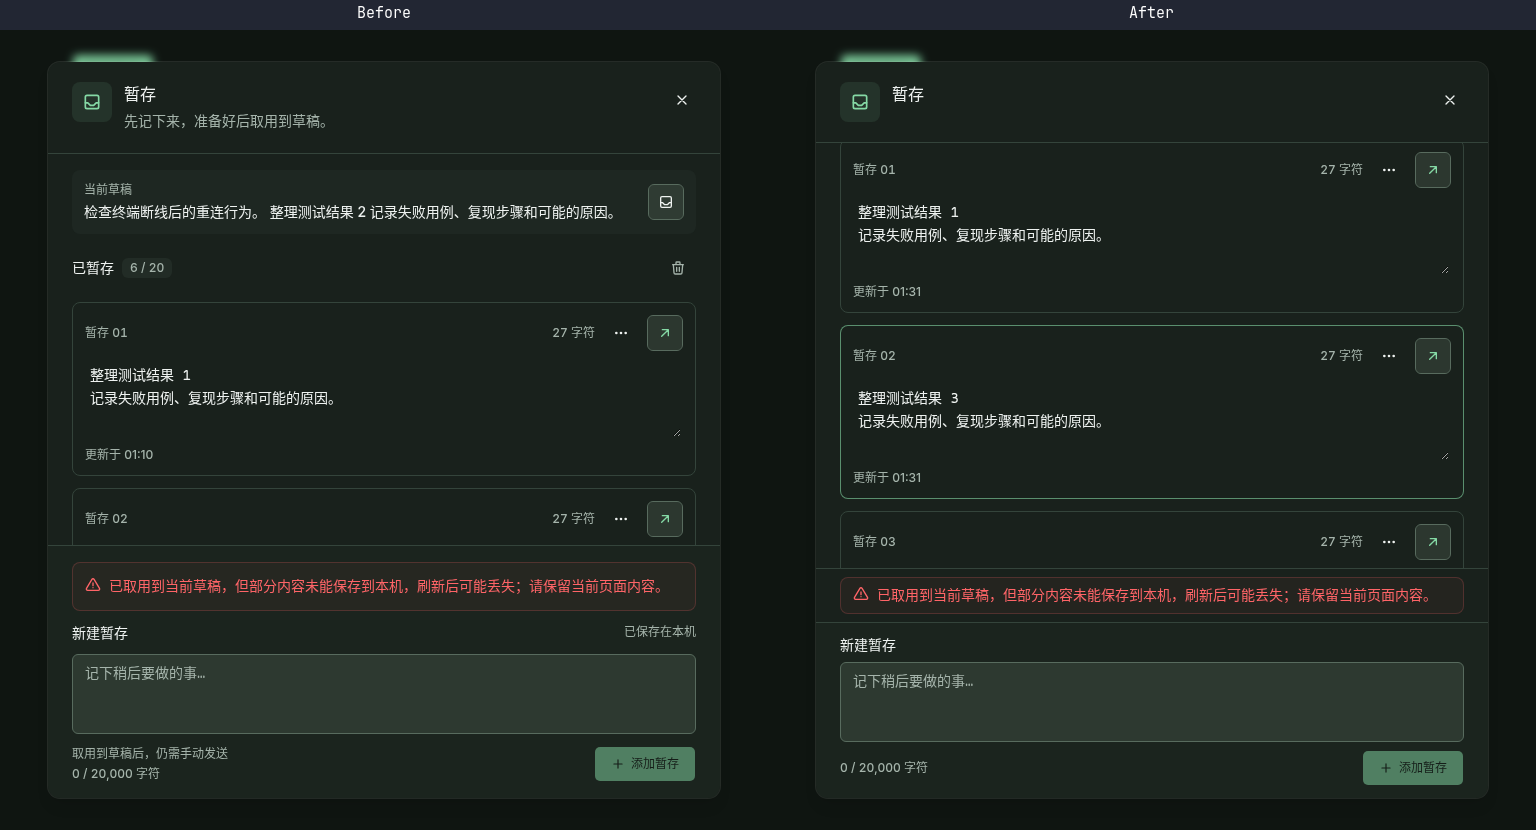 Before
暂存
先记下来，准备好后取用到草稿。
当前草稿
检查终端断线后的重连行为。 整理测试结果 2 记录失败用例、复现步骤和可能的原因。
已暂存 6 / 20
暂存 01 27 字符
整理测试结果 1
记录失败用例、复现步骤和可能的原因。
更新于 01:10
暂存 02 27 字符
已取用到当前草稿，但部分内容未能保存到本机，刷新后可能丢失；请保留当前页面内容。
新建暂存 已保存在本机
记下稍后要做的事…
取用到草稿后，仍需手动发送
0 / 20,000 字符
添加暂存
After
暂存
暂存 01 27 字符
整理测试结果 1
记录失败用例、复现步骤和可能的原因。
更新于 01:31
暂存 02 27 字符
整理测试结果 3
记录失败用例、复现步骤和可能的原因。
更新于 01:31
暂存 03 27 字符
已取用到当前草稿，但部分内容未能保存到本机，刷新后可能丢失；请保留当前页面内容。
新建暂存
记下稍后要做的事…
0 / 20,000 字符
添加暂存